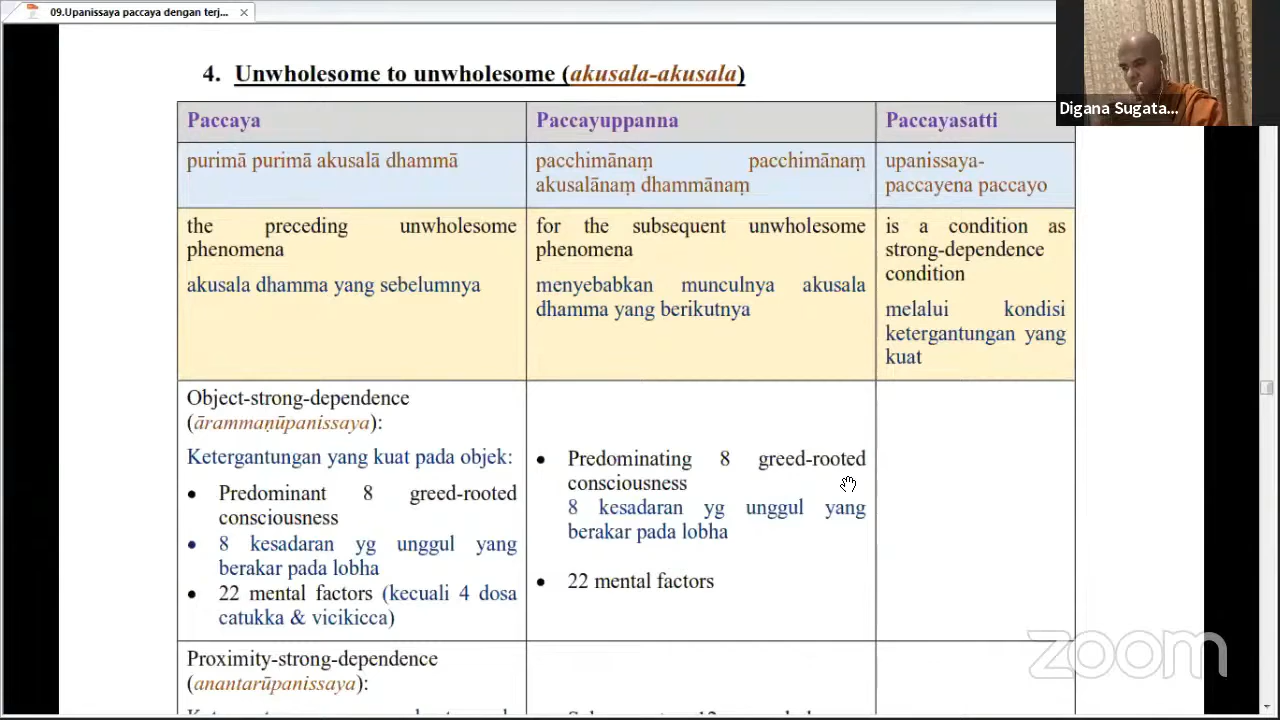 09.Upanissaya paccaya dengan terj...
4. Unwholesome to unwholesome (akusala-akusala)
Digana Sugata...
Paccaya
Paccayuppanna
Paccayasatti
purimā purimā akusalā dhammā
pacchimānaṃ pacchimānaṃ
akusalānaṃ dhammānaṃ
upanissaya-
paccayena paccayo
the preceding unwholesome
phenomena
akusala dhamma yang sebelumnya
for the subsequent unwholesome
phenomena
menyebabkan munculnya akusala
dhamma yang berikutnya
is a condition as
strong-dependence
condition
melalui kondisi
ketergantungan yang
kuat
Object-strong-dependence
(ārammaṇūpanissaya):
Ketergantungan yang kuat pada objek:
• Predominant 8 greed-rooted
consciousness
• 8 kesadaran yg unggul yang
berakar pada lobha
• 22 mental factors (kecuali 4 dosa
catukka & vicikicca)
• Predominating 8 greed-rooted
consciousness
8 kesadaran yg unggul yang
berakar pada lobha
• 22 mental factors
Proximity-strong-dependence
(anantarūpanissaya):
zoom